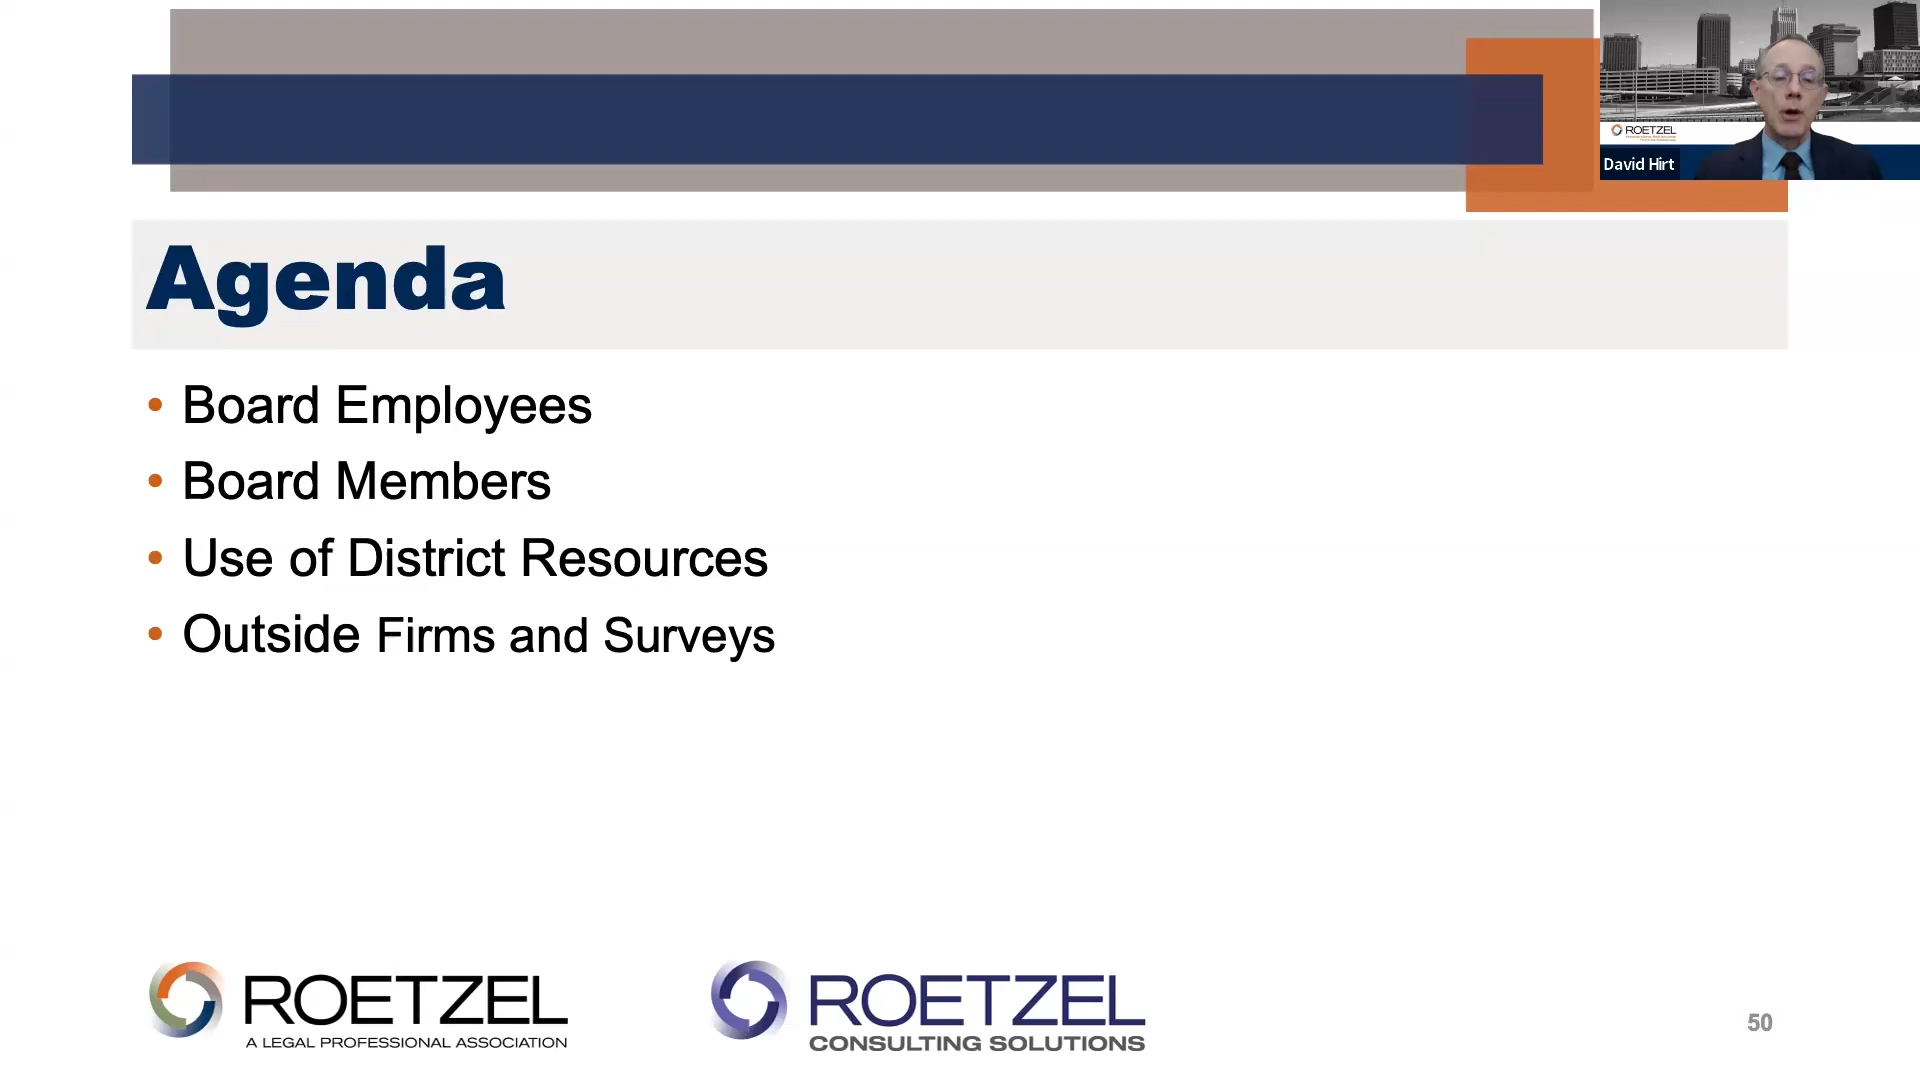 ROETZEL
David Hirt
Agenda
• Board Employees
• Board Members
• Use of District Resources
• Outside Firms and Surveys
ROETZEL
A LEGAL PROFESSIONAL ASSOCIATION
ROETZEL
CONSULTING SOLUTIONS
50